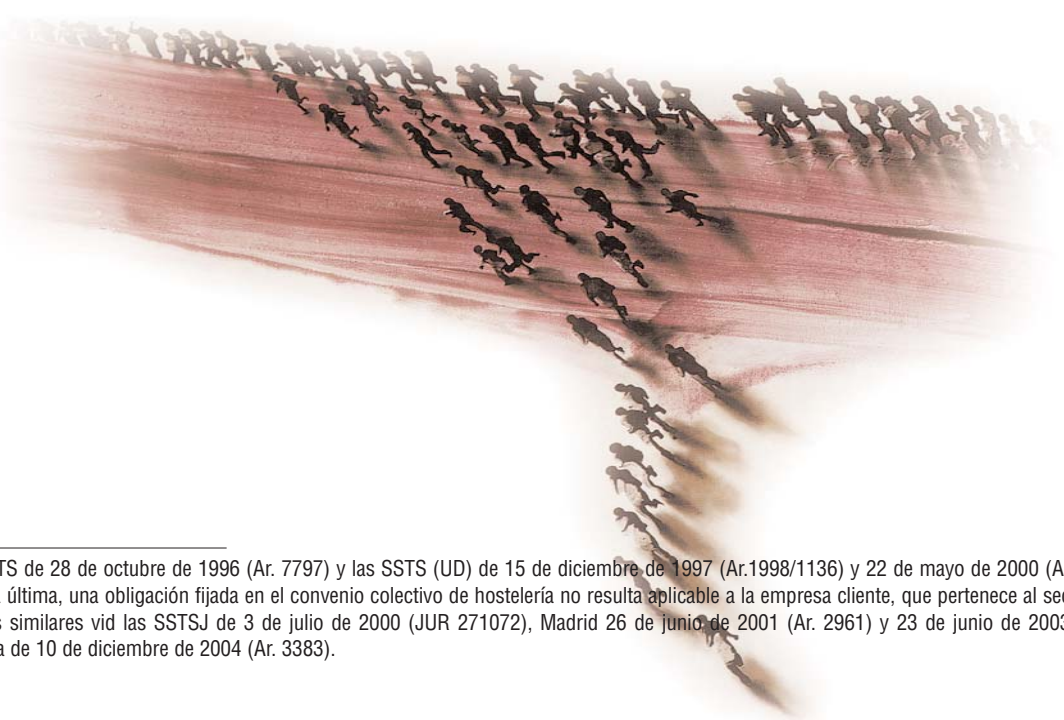 TS de 28 de octubre de 1996 (Ar. 7797) y las SSTS (UD) de 15 de diciembre de 1997 (Ar.1998/1136) y 22 de mayo de 2000 (A
última, una obligación fijada en el convenio colectivo de hostelería no resulta aplicable a la empresa cliente, que pertenece al se
s similares vid las SSTSJ de 3 de julio de 2000 (JUR 271072), Madrid 26 de junio de 2001 (Ar. 2961) y 23 de junio de 2003
a de 10 de diciembre de 2004 (Ar. 3383).